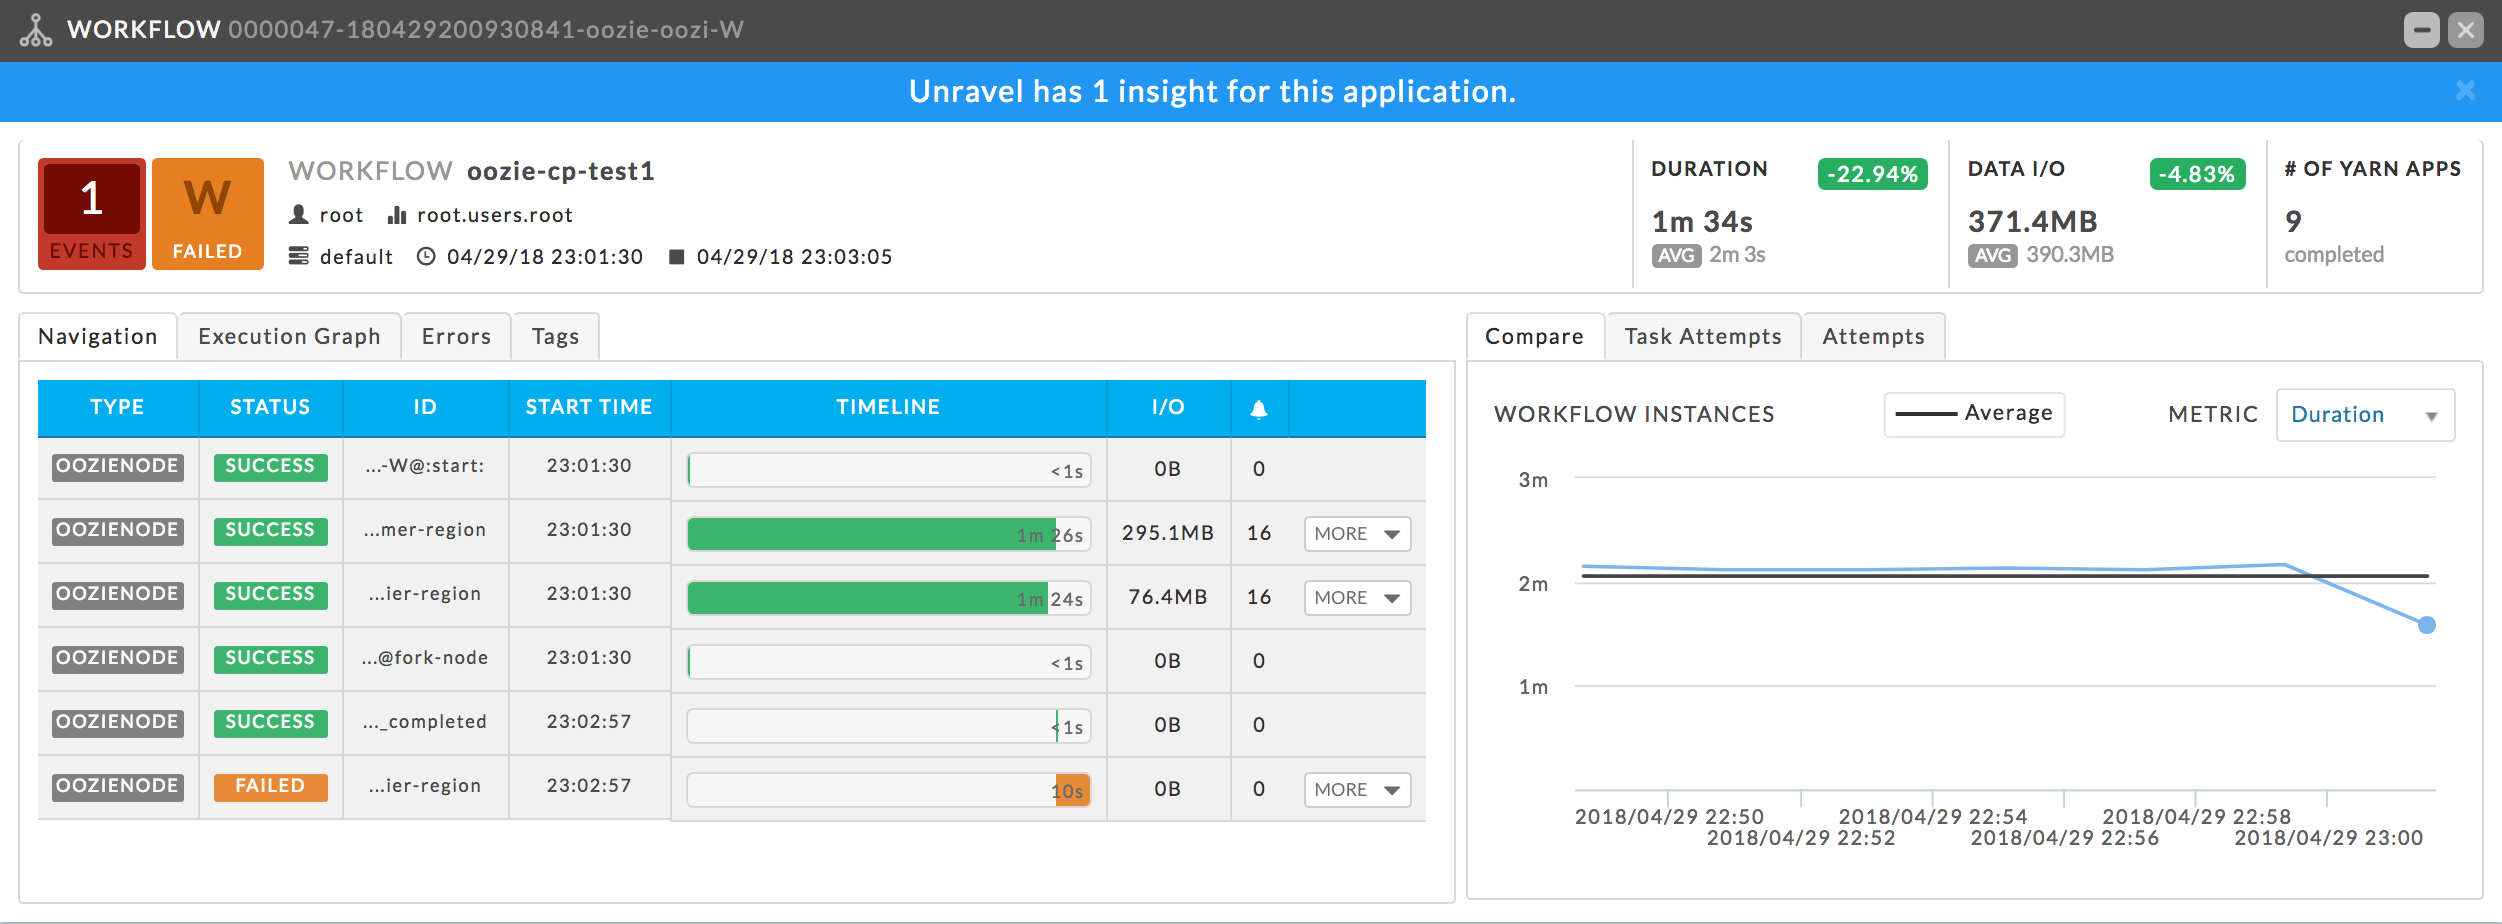 WORKFLOW 0000047-180429200930841-oozie-oozi-W
Unravel has 1 insight for this application.
1
EVENTS
W
FAILED
WORKFLOW oozie-cp-test1
root root.users.root
default 04/29/18 23:01:30 04/29/18 23:03:05
DURATION -22.94%
1m 34s
AVG 2m 3s
DATA I/O -4.83%
371.4MB
AVG 390.3MB
# OF YARN APPS
9
completed
Navigation Execution Graph Errors Tags
TYPE STATUS ID START TIME TIMELINE I/O
OOZIENODE SUCCESS ...-W@:start: 23:01:30 <1s 0B 0
OOZIENODE SUCCESS ...mer-region 23:01:30 1m 26s 295.1MB 16 MORE
OOZIENODE SUCCESS ...ier-region 23:01:30 1m 24s 76.4MB 16 MORE
OOZIENODE SUCCESS ...@fork-node 23:01:30 <1s 0B 0
OOZIENODE SUCCESS ..._completed 23:02:57 <1s 0B 0
OOZIENODE FAILED ...ier-region 23:02:57 10s 0B 0 MORE
Compare Task Attempts Attempts
WORKFLOW INSTANCES Average METRIC Duration
3m
2m
1m
2018/04/29 22:50 2018/04/29 22:54 2018/04/29 22:58
2018/04/29 22:52 2018/04/29 22:56 2018/04/29 23:00